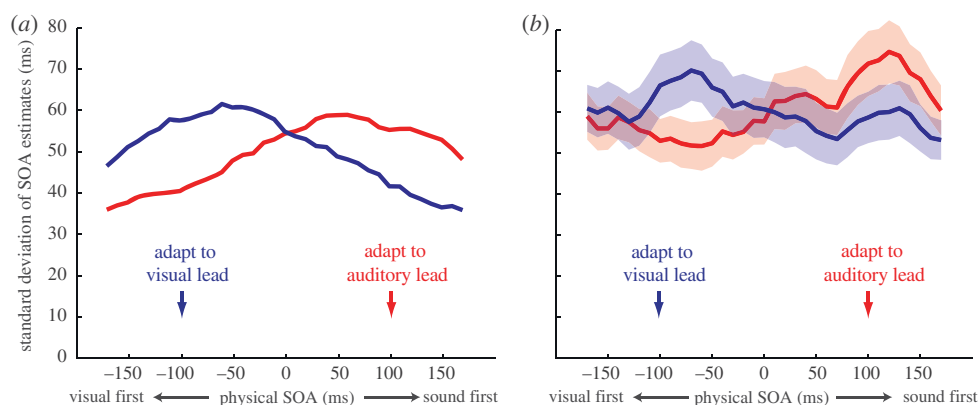 (a)
(b)
standard deviation of SOA estimates (ms)
80
70
60
50
40
30
20
10
0
adapt to
visual lead
adapt to
auditory lead
adapt to
visual lead
adapt to
auditory lead
–150 –100 –50 0 50 100 150
–150 –100 –50 0 50 100 150
visual first physical SOA (ms) sound first
visual first physical SOA (ms) sound first